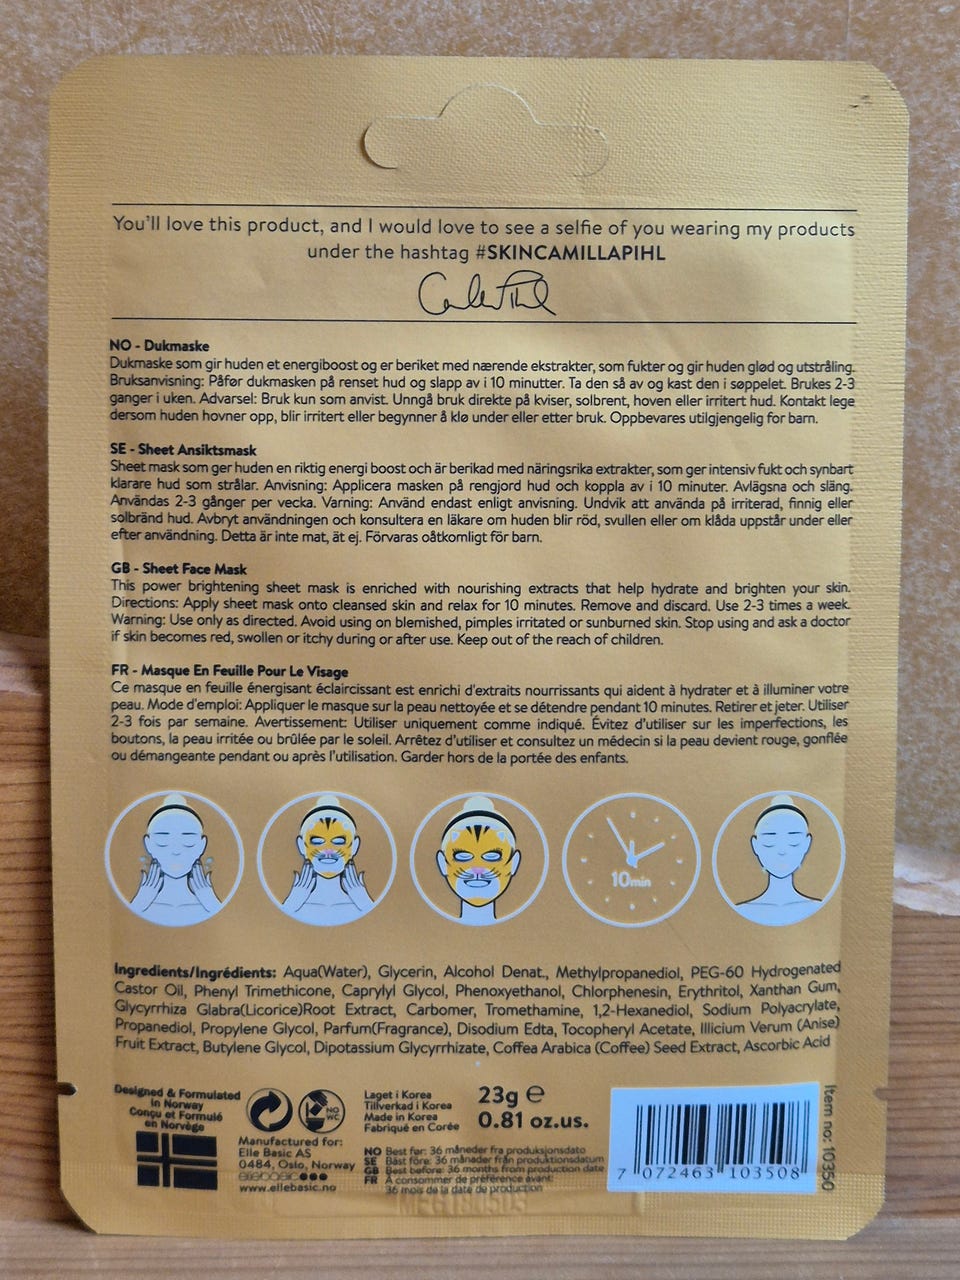 You'll love this product, and I would love to see a selfie of you wearing my products
under the hashtag #SKINCAMILLAPIHL
NO - Dukmaske
Dukmaske som gir huden et energiboost og er beriket med nærende ekstrakter, som fukter og gir huden glød og utstråling.
Bruksanvisning: Påfør dukmasken på renset hud og slapp av i 10 minutter. Ta den så av og kast den i søppelet. Brukes 2-3
ganger i uken. Advarsel: Bruk kun som anvist. Unngå bruk direkte på kviser, solbrent, hoven eller irritert hud. Kontakt lege
dersom huden hovner opp, blir irritert eller begynner å klø under eller etter bruk. Oppbevares utilgjengelig for barn.
SE - Sheet Ansiktsmask
Sheet mask som ger huden en riktig energi boost och är berikad med näringsrika extrakter, som ger intensiv fukt och synbart
klarare hud som strålar. Anvisning: Applicera masken på rengjord hud och koppla av i 10 minuter. Avlägsna och släng.
Användas 2-3 gånger per vecka. Varning: Använd endast enligt anvisning. Undvik att använda på irriterad, finnig eller
solbränd hud. Avbryt användningen och konsultera en läkare om huden blir röd, svullen eller om klåda uppstår under eller
efter användning. Detta är inte mat, ät ej. Förvaras oåtkomligt för barn.
GB - Sheet Face Mask
This power brightening sheet mask is enriched with nourishing extracts that help hydrate and brighten your skin.
Directions: Apply sheet mask onto cleansed skin and relax for 10 minutes. Remove and discard. Use 2-3 times a week.
Warning: Use only as directed. Avoid using on blemished, pimples irritated or sunburned skin. Stop using and ask a doctor
if skin becomes red, swollen or itchy during or after use. Keep out of the reach of children.
FR - Masque En Feuille Pour Le Visage
Ce masque en feuille énergisant éclaircissant est enrichi d'extraits nourrissants qui aident à hydrater et à illuminer votre
peau. Mode d'emploi: Appliquer le masque sur la peau nettoyée et se détendre pendant 10 minutes. Retirer et jeter. Utiliser
2-3 fois par semaine. Avertissement: Utiliser uniquement comme indiqué. Évitez d'utiliser sur les imperfections, les
boutons, la peau irritée ou brûlée par le soleil. Arrêtez d'utiliser et consultez un médecin si la peau devient rouge, gonflée
ou démangeante pendant ou après l'utilisation. Garder hors de la portée des enfants.
10min
Ingredients/Ingrédients: Aqua(Water), Glycerin, Alcohol Denat., Methylpropanediol, PEG-60 Hydrogenated
Castor Oil, Phenyl Trimethicone, Caprylyl Glycol, Phenoxyethanol, Chlorphenesin, Erythritol, Xanthan Gum,
Glycyrrhiza Glabra(Licorice)Root Extract, Carbomer, Tromethamine, 1,2-Hexanediol, Sodium Polyacrylate,
Propanediol, Propylene Glycol, Parfum(Fragrance), Disodium Edta, Tocopheryl Acetate, Illicium Verum (Anise)
Fruit Extract, Butylene Glycol, Dipotassium Glycyrrhizate, Coffea Arabica (Coffee) Seed Extract, Ascorbic Acid
Designed & Formulated
in Norway
Conçu et Formulé
en Norvège
NO
WC
Manufactured for:
Elle Basic AS
0484, Oslo, Norway
ellebasic
www.ellebasic.no
Laget i Korea
Tillverkad i Korea
Made in Korea
Fabriqué en Corée
23g ℮
0.81 oz.us.
NO Best før: 36 måneder fra produksjonsdato
SE Bäst före: 36 månader från produktionsdatum
GB Best before: 36 months from production date
FR À consommer de préférence avant:
36 mois de la date de production
7 072463 103508
Item no: 10350